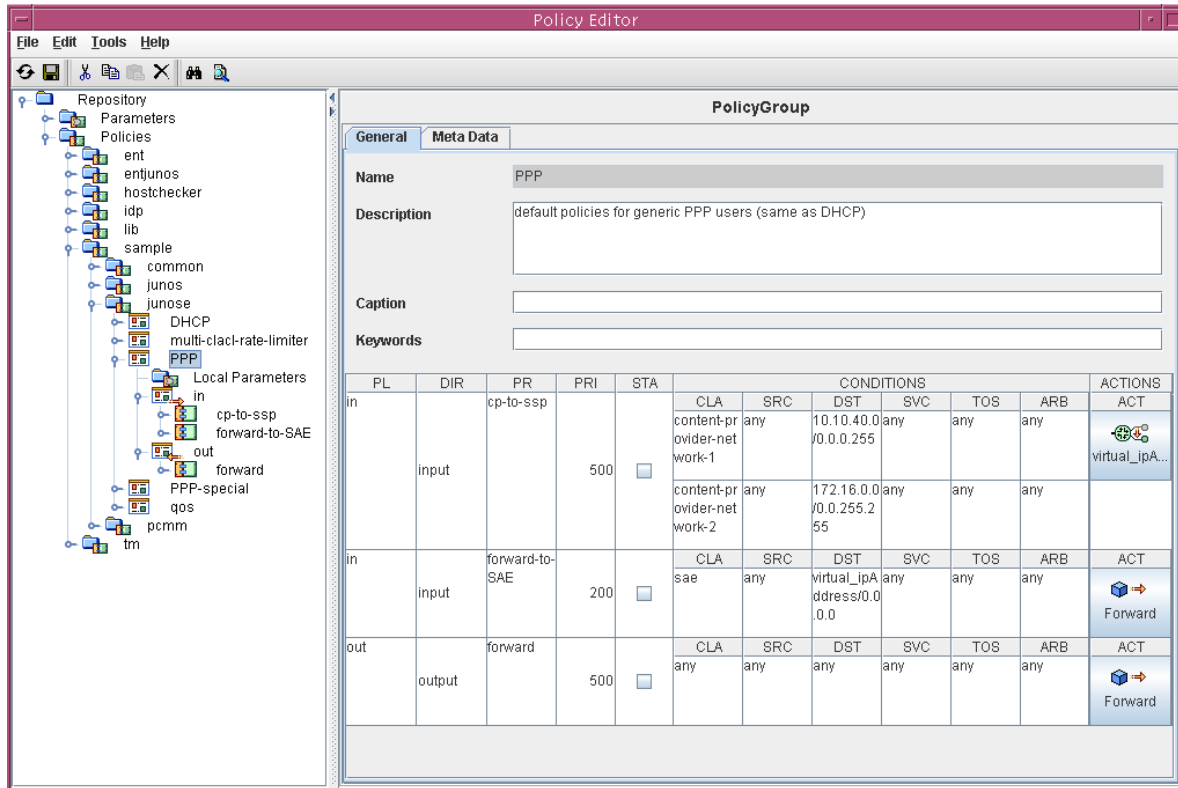 Policy Editor
File Edit Tools Help
Repository
Parameters
Policies
ent
entjunos
hostchecker
idp
lib
sample
common
junos
junose
DHCP
multi-clacl-rate-limiter
PPP
Local Parameters
in
cp-to-ssp
forward-to-SAE
out
forward
PPP-special
qos
pcmm
tm
PolicyGroup
General Meta Data
Name PPP
Description default policies for generic PPP users (same as DHCP)
Caption
Keywords
PL DIR PR PRI STA CONDITIONS ACTIONS
in input cp-to-ssp 500
CLA SRC DST SVC TOS ARB ACT
content-pr any 10.10.40.0 any any any
ovider-net /0.0.0.255
work-1
virtual_ipA...
content-pr any 172.16.0.0 any any any
ovider-net /0.0.255.2
work-2 55
in input forward-to- 200
SAE
CLA SRC DST SVC TOS ARB ACT
sae any virtual_ipA any any any
ddress/0.0
.0.0
Forward
out output forward 500
CLA SRC DST SVC TOS ARB ACT
any any any any any any
Forward